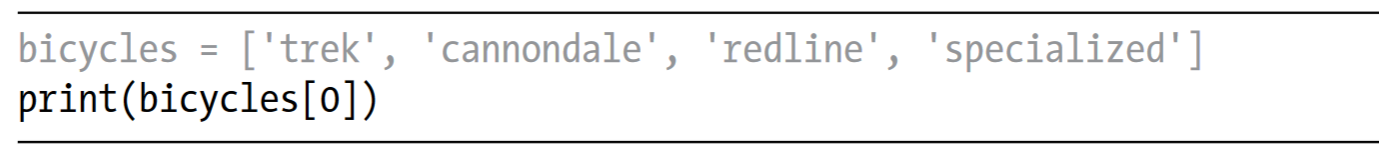 bicycles = ['trek', 'cannondale', 'redline', 'specialized']
print(bicycles[0])